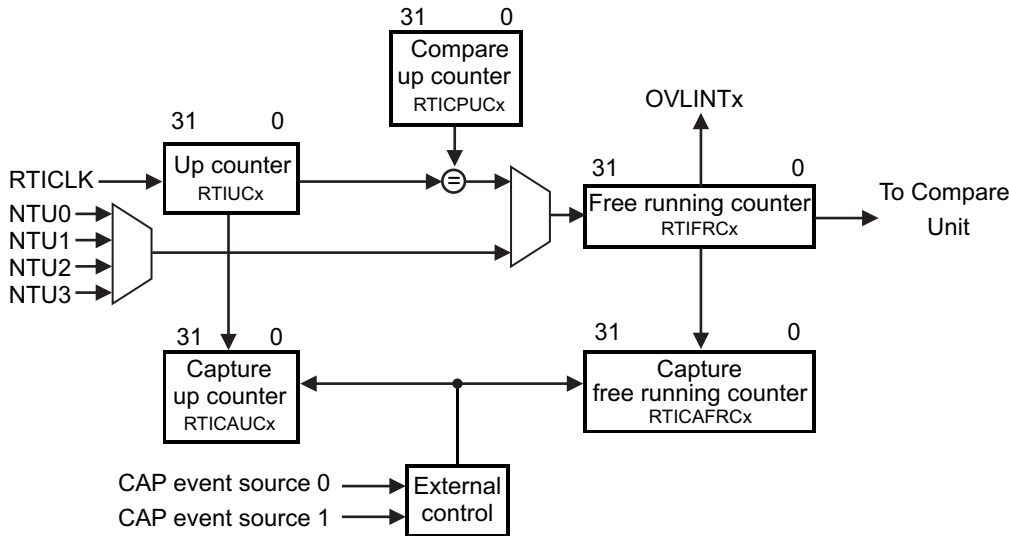 31 0
Compare
up counter
RTICPUCx
OVLINTx
31 0
Up counter
RTIUCx
RTICLK
=
31 0
Free running counter
RTIFRCx
To Compare
Unit
NTU0
NTU1
NTU2
NTU3
31 0
Capture
up counter
RTICAUCx
31 0
Capture
free running counter
RTICAFRCx
CAP event source 0
CAP event source 1
External
control